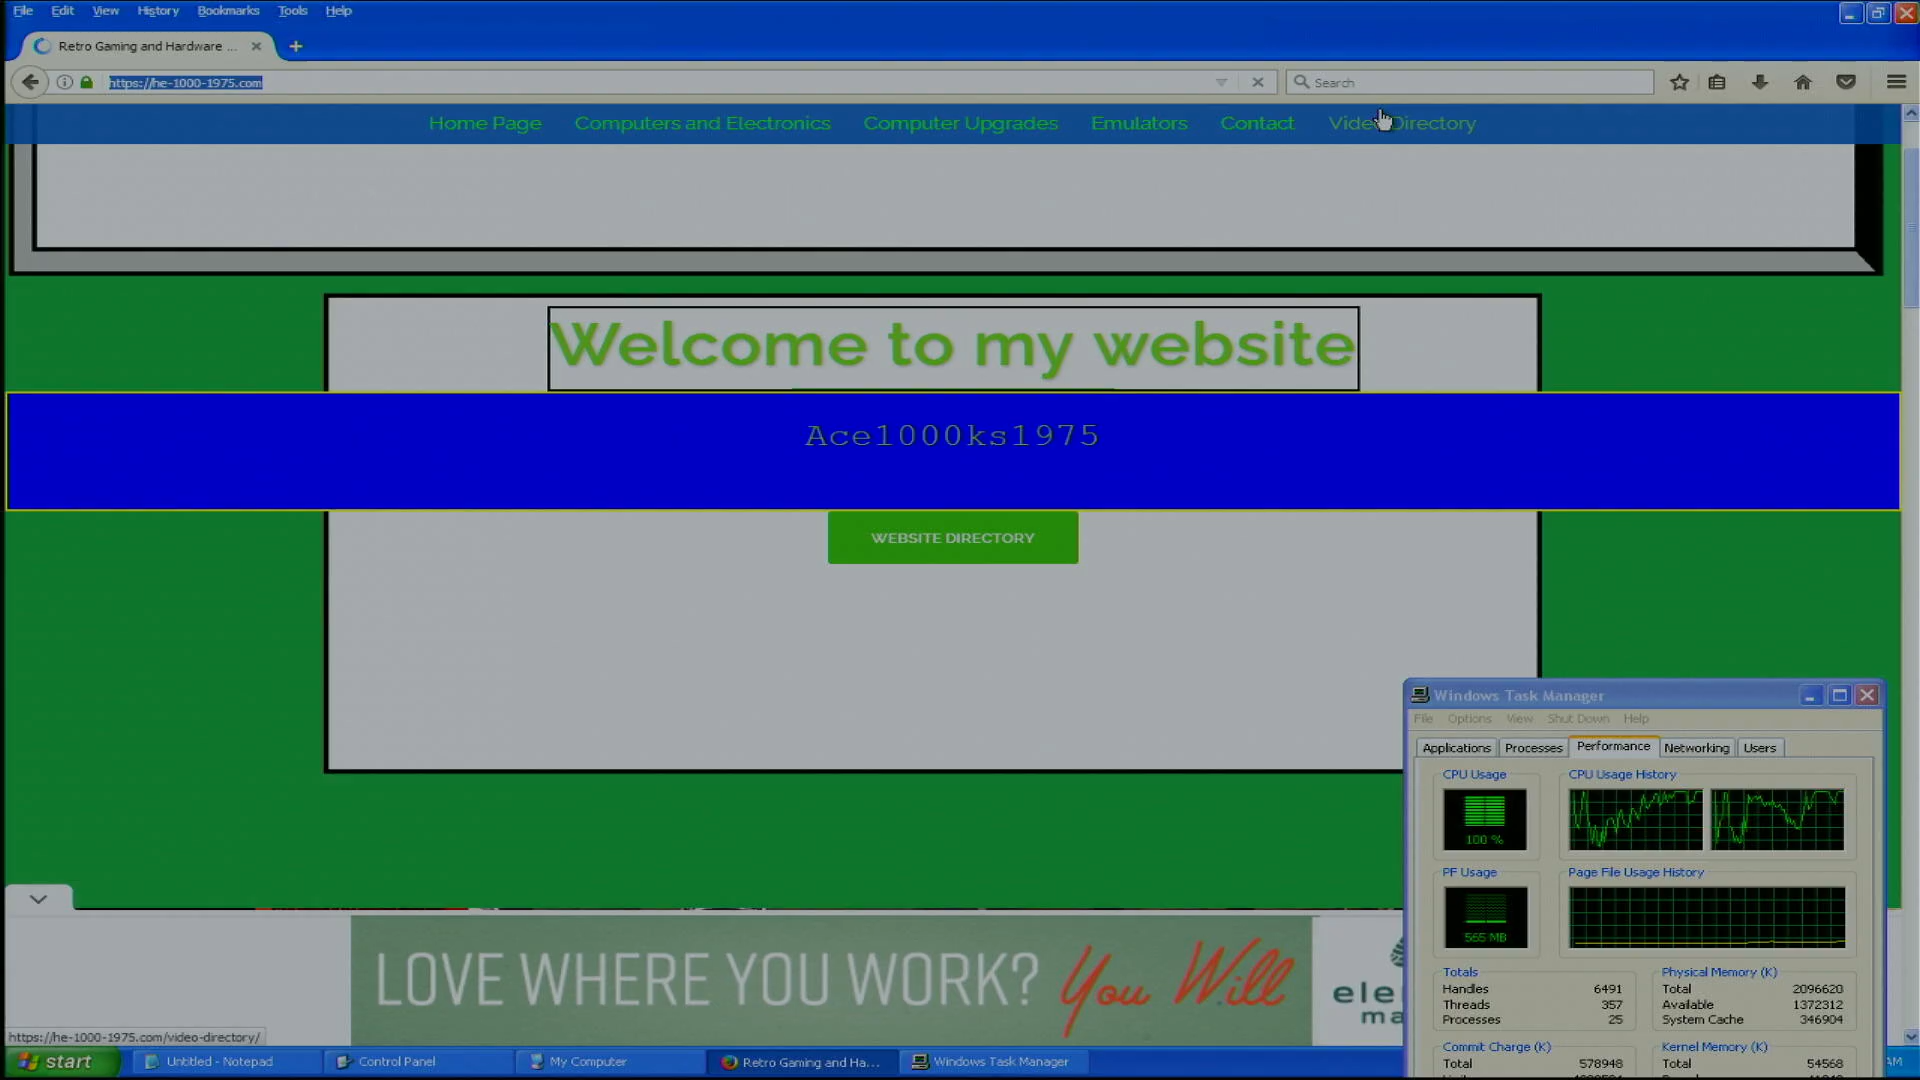 File Edit View History Bookmarks Tools Help
Retro Gaming and Hardware ...
https://he-1000-1975.com
Search
Home Page Computers and Electronics Computer Upgrades Emulators Contact Video Directory
Welcome to my website
Ace1000ks1975
WEBSITE DIRECTORY
Windows Task Manager
File Options View Shut Down Help
Applications Processes Performance Networking Users
CPU Usage CPU Usage History
100 %
PF Usage Page File Usage History
565 MB
Totals
Handles 6491
Threads 357
Processes 25
Physical Memory (K)
Total 2096620
Available 1372312
System Cache 346904
Commit Charge (K)
Total 578948
Kernel Memory (K)
Total 54568
LOVE WHERE YOU WORK? You Will
https://he-1000-1975.com/video-directory/
start Untitled - Notepad Control Panel My Computer Retro Gaming and Ha... Windows Task Manager AM